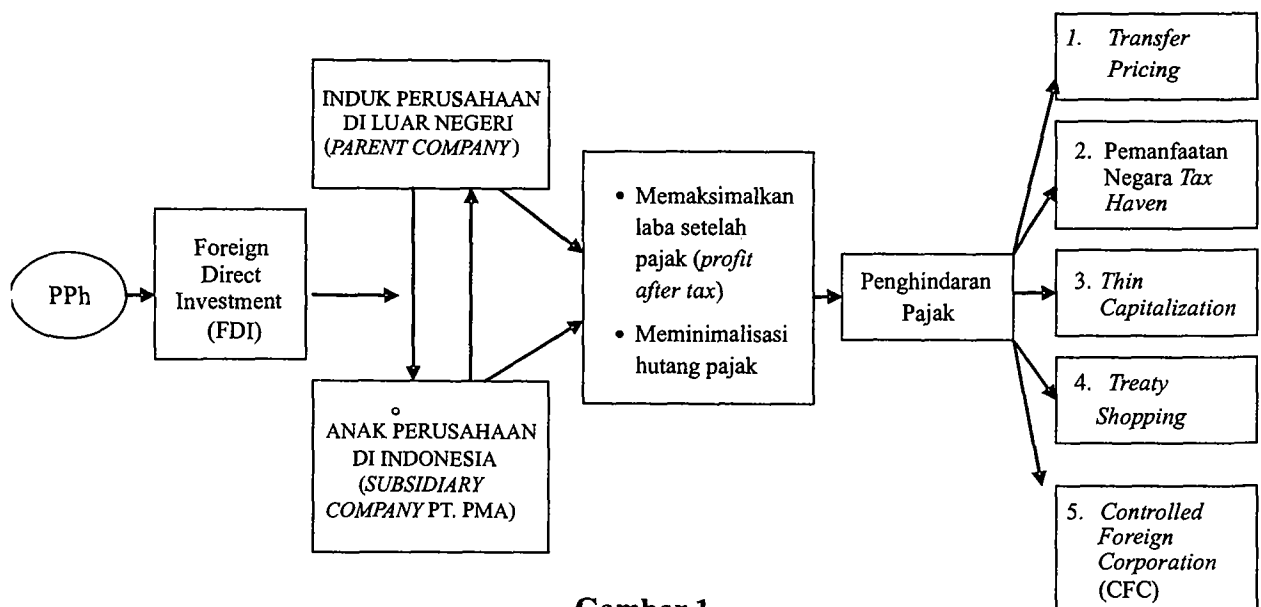 PPh
Foreign
Direct
Investment
(FDI)
INDUK PERUSAHAAN
DI LUAR NEGERI
(PARENT COMPANY)
ANAK PERUSAHAAN
DI INDONESIA
(SUBSIDIARY
COMPANY PT. PMA)
• Memaksimalkan
laba setelah
pajak (profit
after tax)
• Meminimalisasi
hutang pajak
Penghindaran
Pajak
1. Transfer
Pricing
2. Pemanfaatan
Negara Tax
Haven
3. Thin
Capitalization
4. Treaty
Shopping
5. Controlled
Foreign
Corporation
(CFC)
Gambar 1